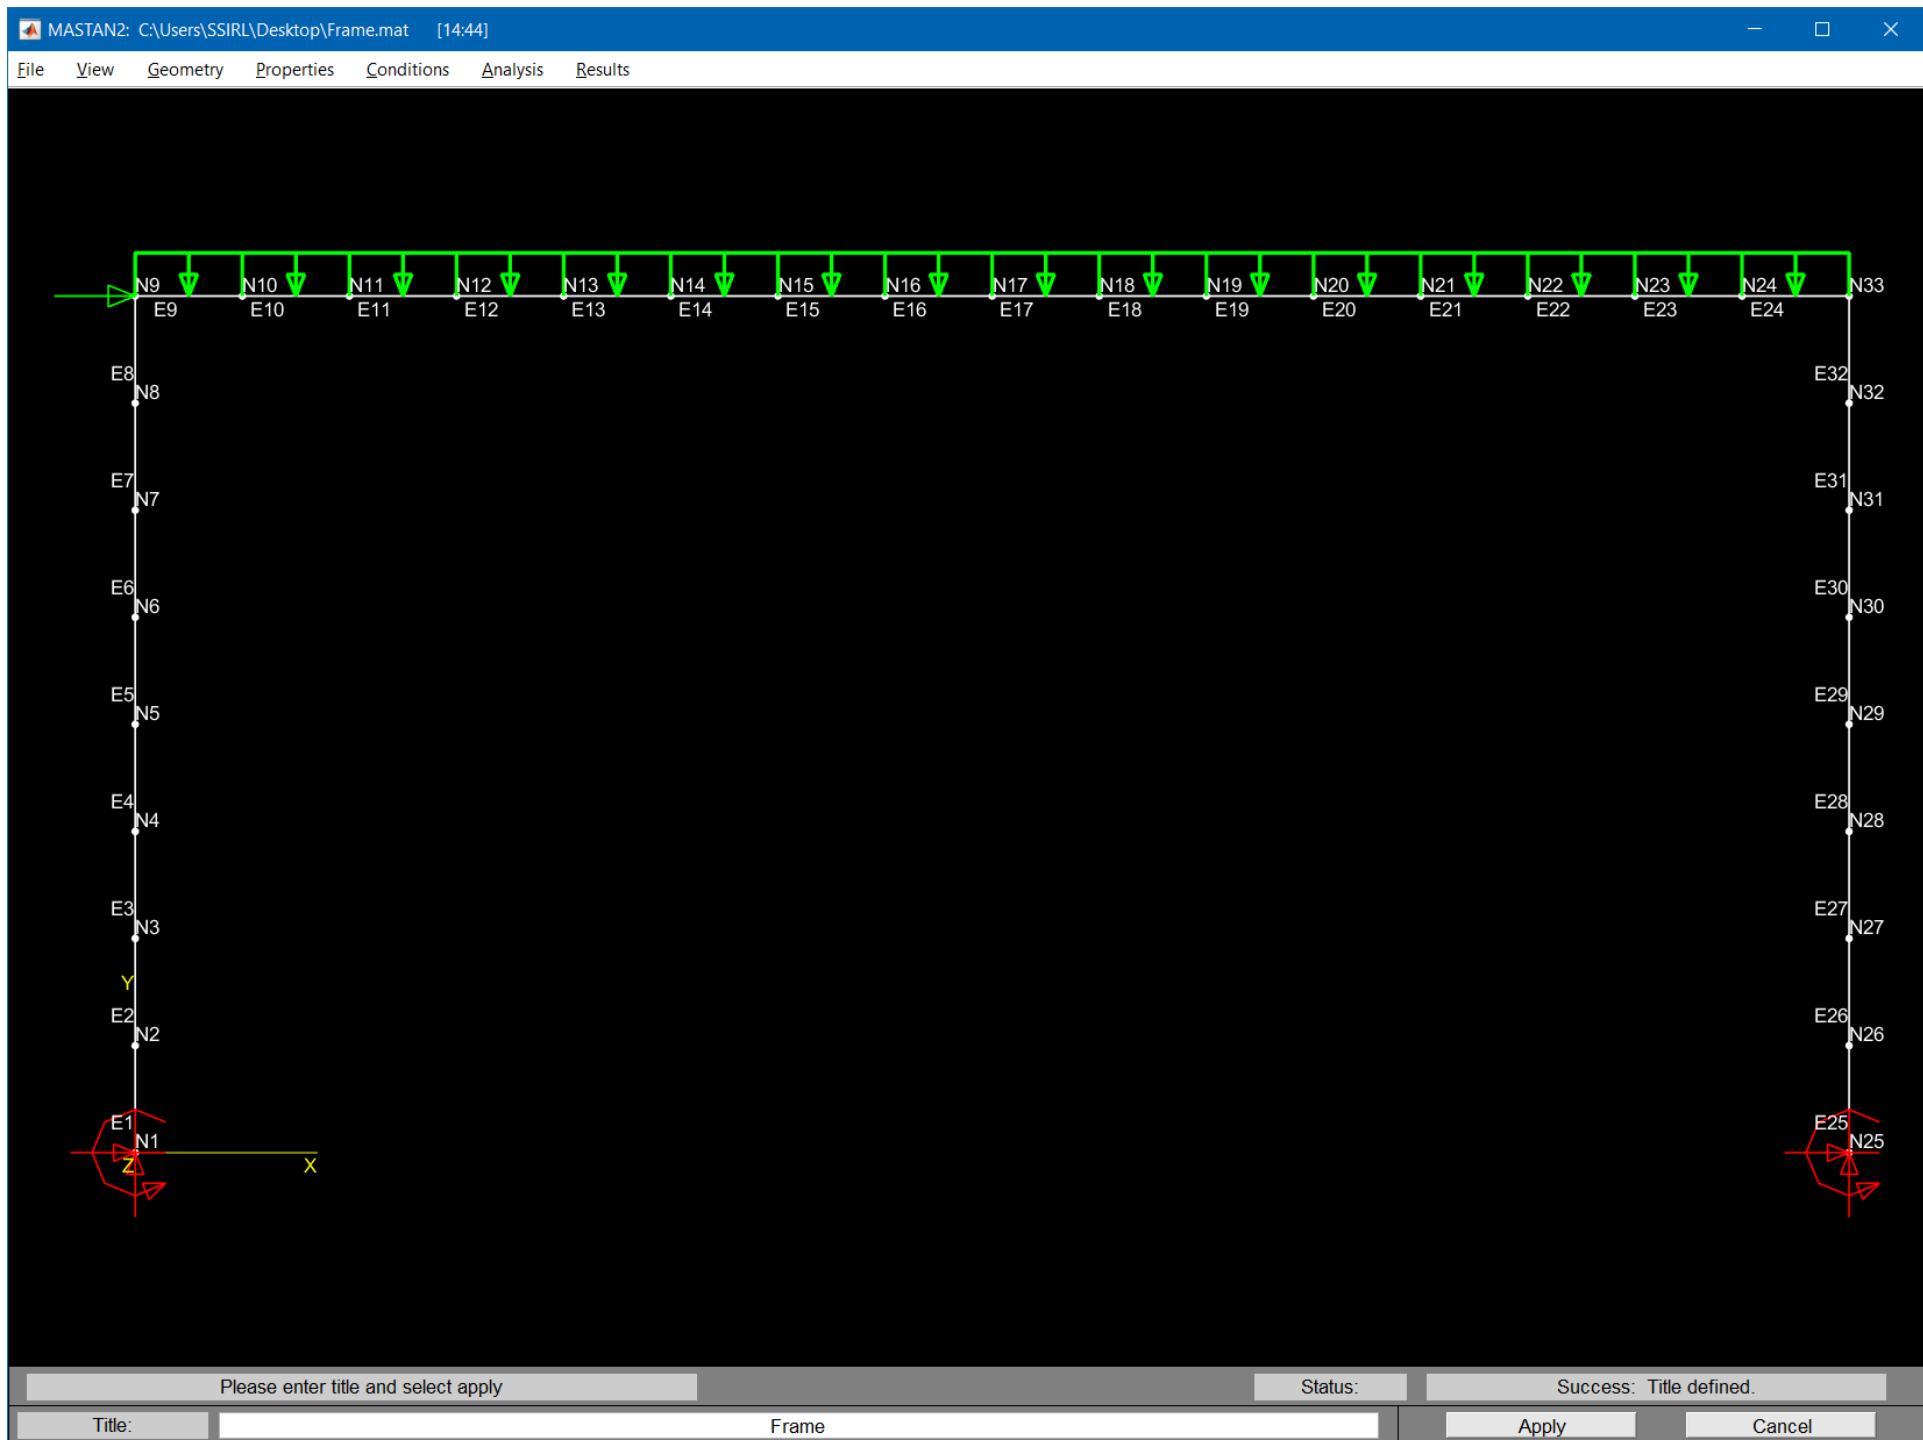 MASTAN2: C:\Users\SSIRL\Desktop\Frame.mat [14:44]
File View Geometry Properties Conditions Analysis Results
N9 N10 N11 N12 N13 N14 N15 N16 N17 N18 N19 N20 N21 N22 N23 N24 N33
E9 E10 E11 E12 E13 E14 E15 E16 E17 E18 E19 E20 E21 E22 E23 E24
E8 E32
N8 N32
E7 E31
N7 N31
E6 E30
N6 N30
E5 E29
N5 N29
E4 E28
N4 N28
E3 E27
N3 N27
Y
E2 E26
N2 N26
E1 E25
N1 N25
Z X
Please enter title and select apply Status: Success: Title defined.
Title: Frame Apply Cancel